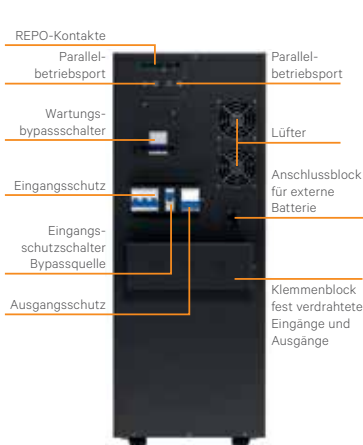 REPO-Kontakte
Parallel-
betriebsport
Wartungs-
bypassschalter
Eingangsschutz
Eingangs-
schutzschalter
Bypassquelle
Ausgangsschutz
Parallel-
betriebsport
Lüfter
Anschlussblock
für externe
Batterie
Klemmenblock
fest verdrahtete
Eingänge und
Ausgänge